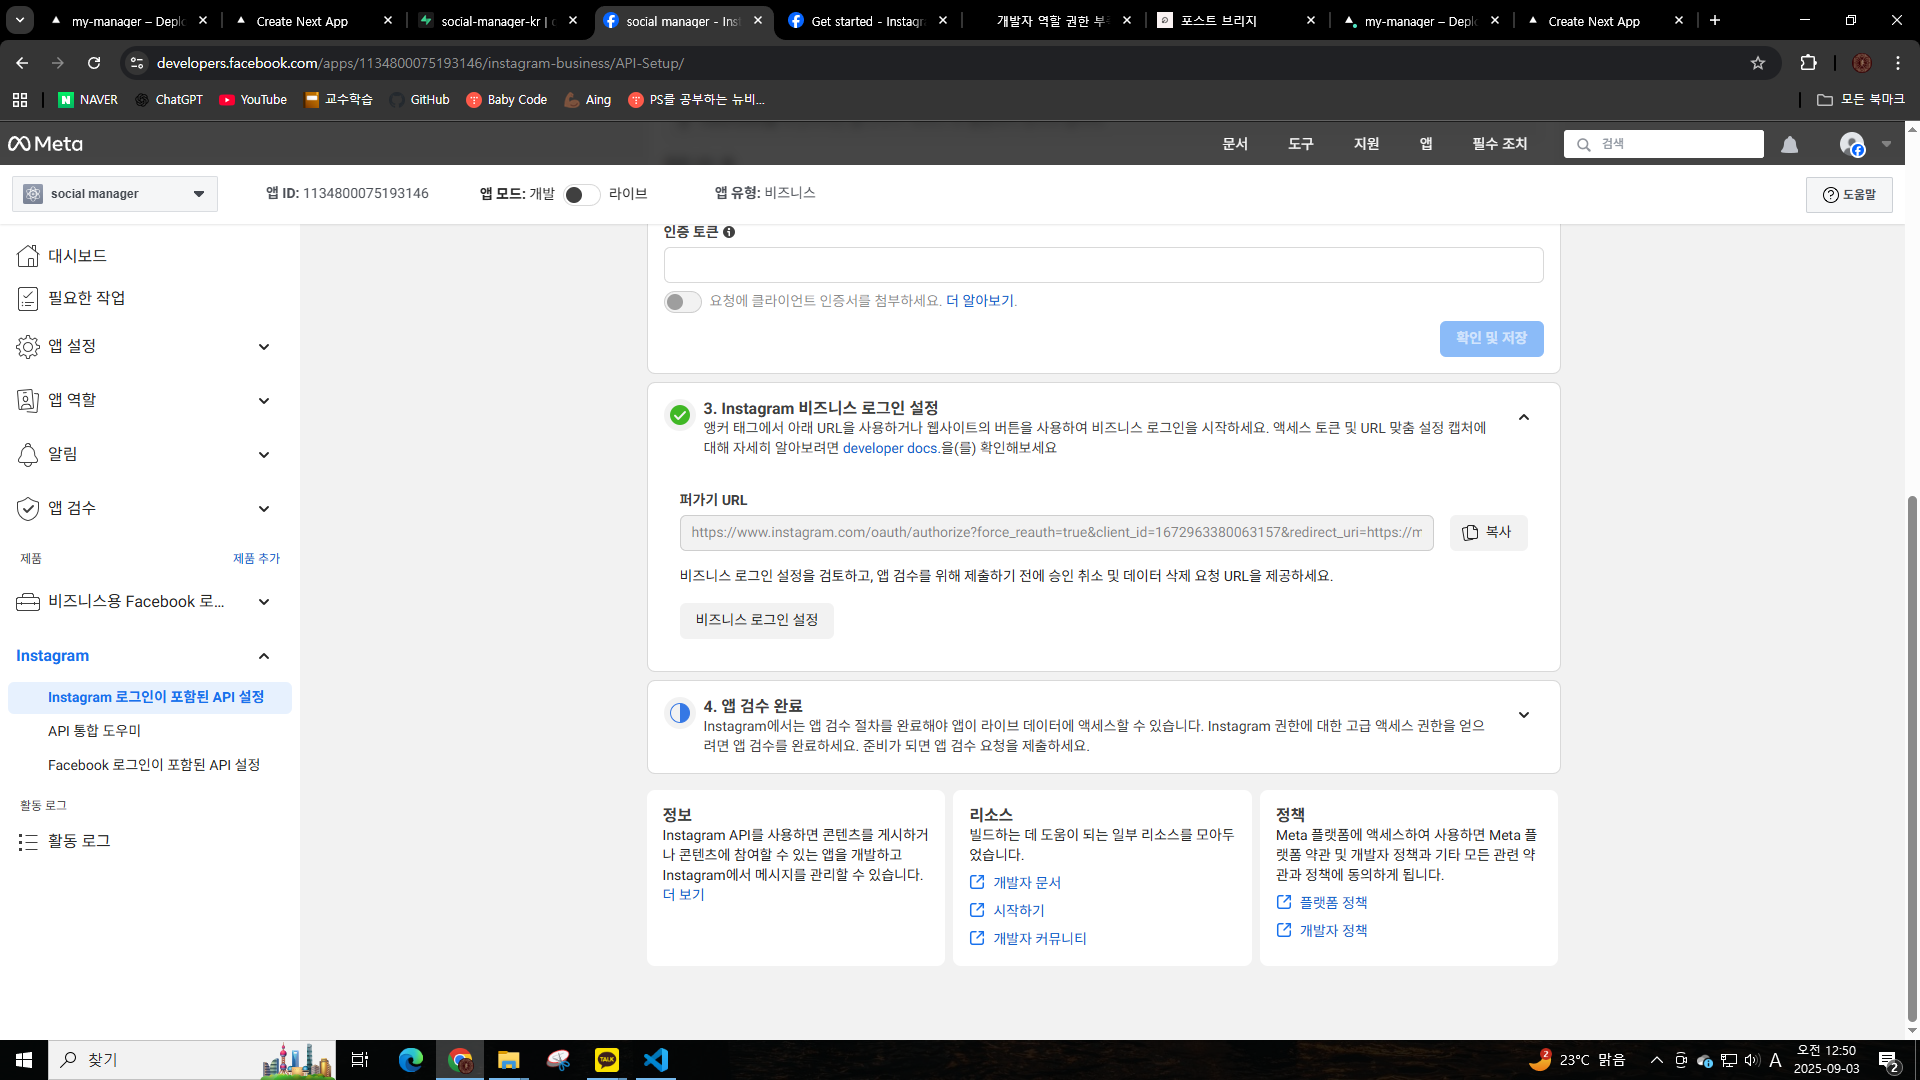 my-manager – Deplo
Create Next App
social-manager-kr | c
social manager - Inst
Get started - Instagra
개발자 역할 권한 부
포스트 브리지
my-manager – Deplo
Create Next App
developers.facebook.com/apps/1134800075193146/instagram-business/API-Setup/
NAVER
ChatGPT
YouTube
교수학습
GitHub
Baby Code
Aing
PS를 공부하는 뉴비...
모든 북마크
Meta
문서
도구
지원
앱
필수 조치
검색
social manager
앱 ID: 1134800075193146
앱 모드: 개발
라이브
앱 유형: 비즈니스
도움말
대시보드
필요한 작업
앱 설정
앱 역할
알림
앱 검수
제품
제품 추가
비즈니스용 Facebook 로...
Instagram
Instagram 로그인이 포함된 API 설정
API 통합 도우미
Facebook 로그인이 포함된 API 설정
활동 로그
활동 로그
인증 토큰
요청에 클라이언트 인증서를 첨부하세요. 더 알아보기.
확인 및 저장
3. Instagram 비즈니스 로그인 설정
앵커 태그에서 아래 URL을 사용하거나 웹사이트의 버튼을 사용하여 비즈니스 로그인을 시작하세요. 액세스 토큰 및 URL 맞춤 설정 캡처에
대해 자세히 알아보려면 developer docs.을(를) 확인해보세요
퍼가기 URL
https://www.instagram.com/oauth/authorize?force_reauth=true&client_id=1672963380063157&redirect_uri=https://m
복사
비즈니스 로그인 설정을 검토하고, 앱 검수를 위해 제출하기 전에 승인 취소 및 데이터 삭제 요청 URL을 제공하세요.
비즈니스 로그인 설정
4. 앱 검수 완료
Instagram에서는 앱 검수 절차를 완료해야 앱이 라이브 데이터에 액세스할 수 있습니다. Instagram 권한에 대한 고급 액세스 권한을 얻으
려면 앱 검수를 완료하세요. 준비가 되면 앱 검수 요청을 제출하세요.
정보
Instagram API를 사용하면 콘텐츠를 게시하거
나 콘텐츠에 참여할 수 있는 앱을 개발하고
Instagram에서 메시지를 관리할 수 있습니다.
더 보기
리소스
빌드하는 데 도움이 되는 일부 리소스를 모아두
었습니다.
개발자 문서
시작하기
개발자 커뮤니티
정책
Meta 플랫폼에 액세스하여 사용하면 Meta 플
랫폼 약관 및 개발자 정책과 기타 모든 관련 약
관과 정책에 동의하게 됩니다.
플랫폼 정책
개발자 정책
찾기
TALK
2
23°C 맑음
A
오전 12:50
2025-09-03
2